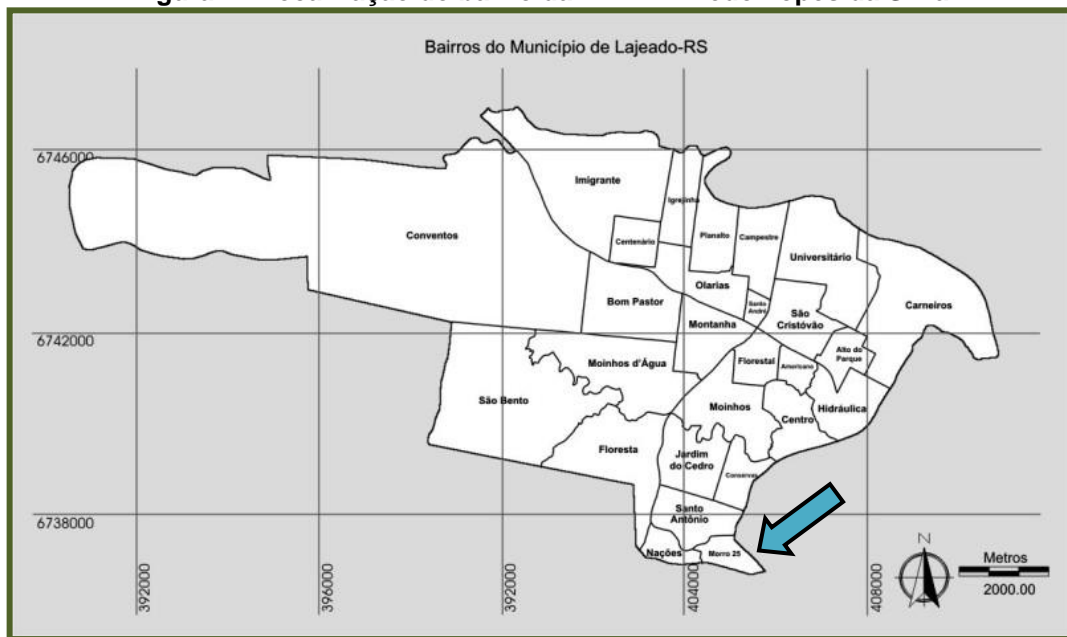 Bairros do Município de Lajeado-RS
6746000
Imigrante
Igrejinha
Conventos
Centenário
Planalto
Campestre
Universitário
Olarias
Bom Pastor
Santo
André
Carneiros
Montanha
São
Cristóvão
6742000
Moinhos d'Água
Florestal
Americano
Alto do
Parque
São Bento
Moinhos
Centro
Hidráulica
Floresta
Jardim
do Cedro
Conservas
6738000
Santo
Antônio
Nações
Morro 25
N
Metros
2000.00
392000
396000
392000
404000
408000